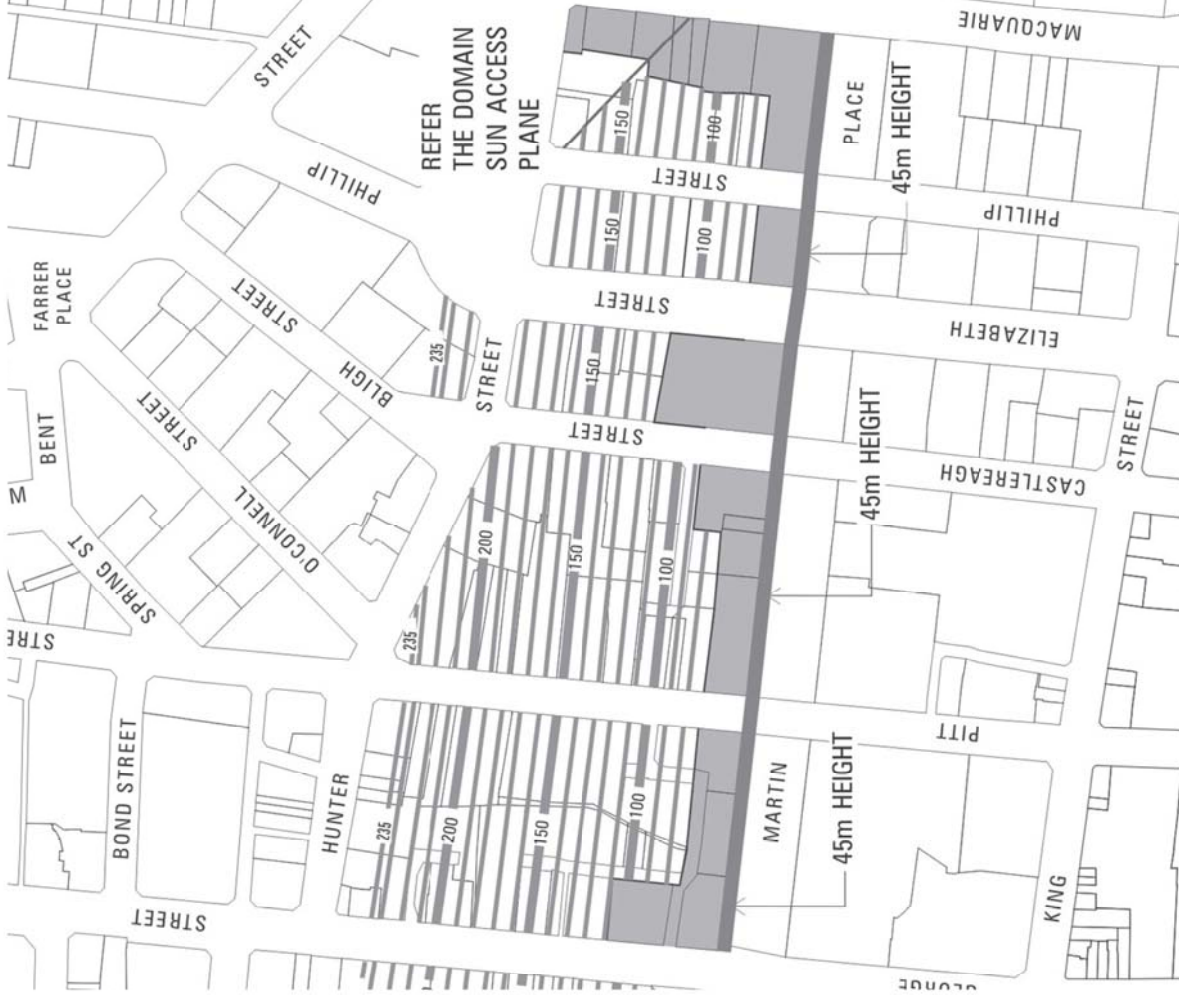 MACQUARIE
STREET
REFER
THE DOMAIN
SUN ACCESS
PLANE
PHILLIP
STREET
150
100
PLACE
45m HEIGHT
PHILLIP
FARRER
PLACE
STREET
BLIGH
235
STREET
150
100
STREET
ELIZABETH
BENT
STREET
O'CONNELL
150
STREET
45m HEIGHT
CASTLEREAGH
STREET
M
SPRING ST
200
150
100
235
STRE
BOND STREET
HUNTER
235
200
150
100
MARTIN
45m HEIGHT
PITT
KING
STREET
GEORGE